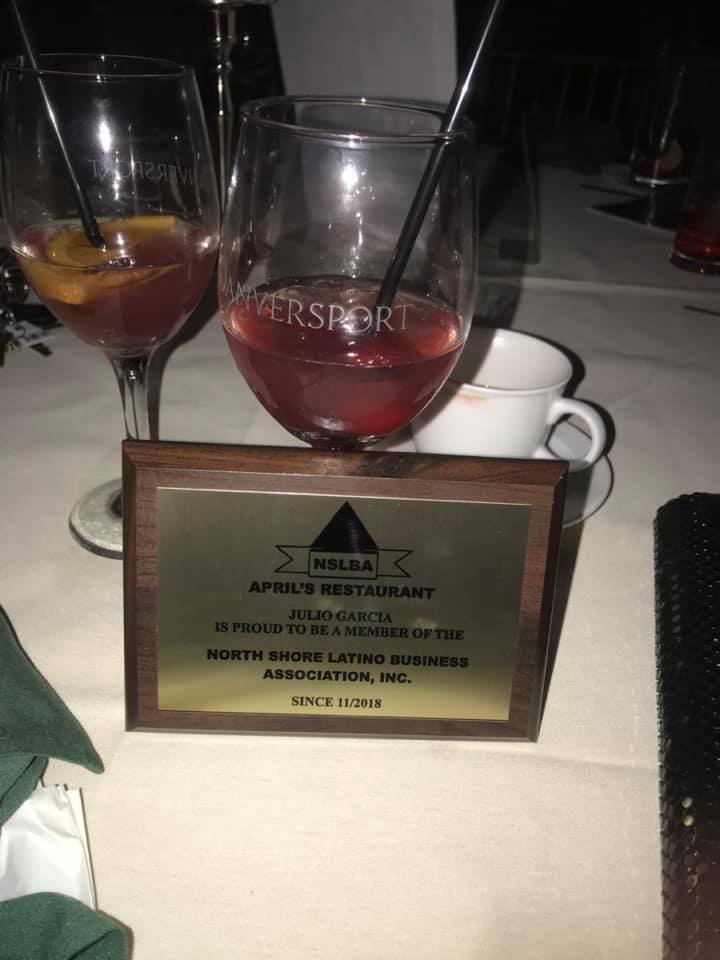 ANVERSPORT
NSLBA
APRIL'S RESTAURANT
JULIO GARCIA
IS PROUD TO BE A MEMBER OF THE
NORTH SHORE LATINO BUSINESS
ASSOCIATION, INC.
SINCE 11/2018